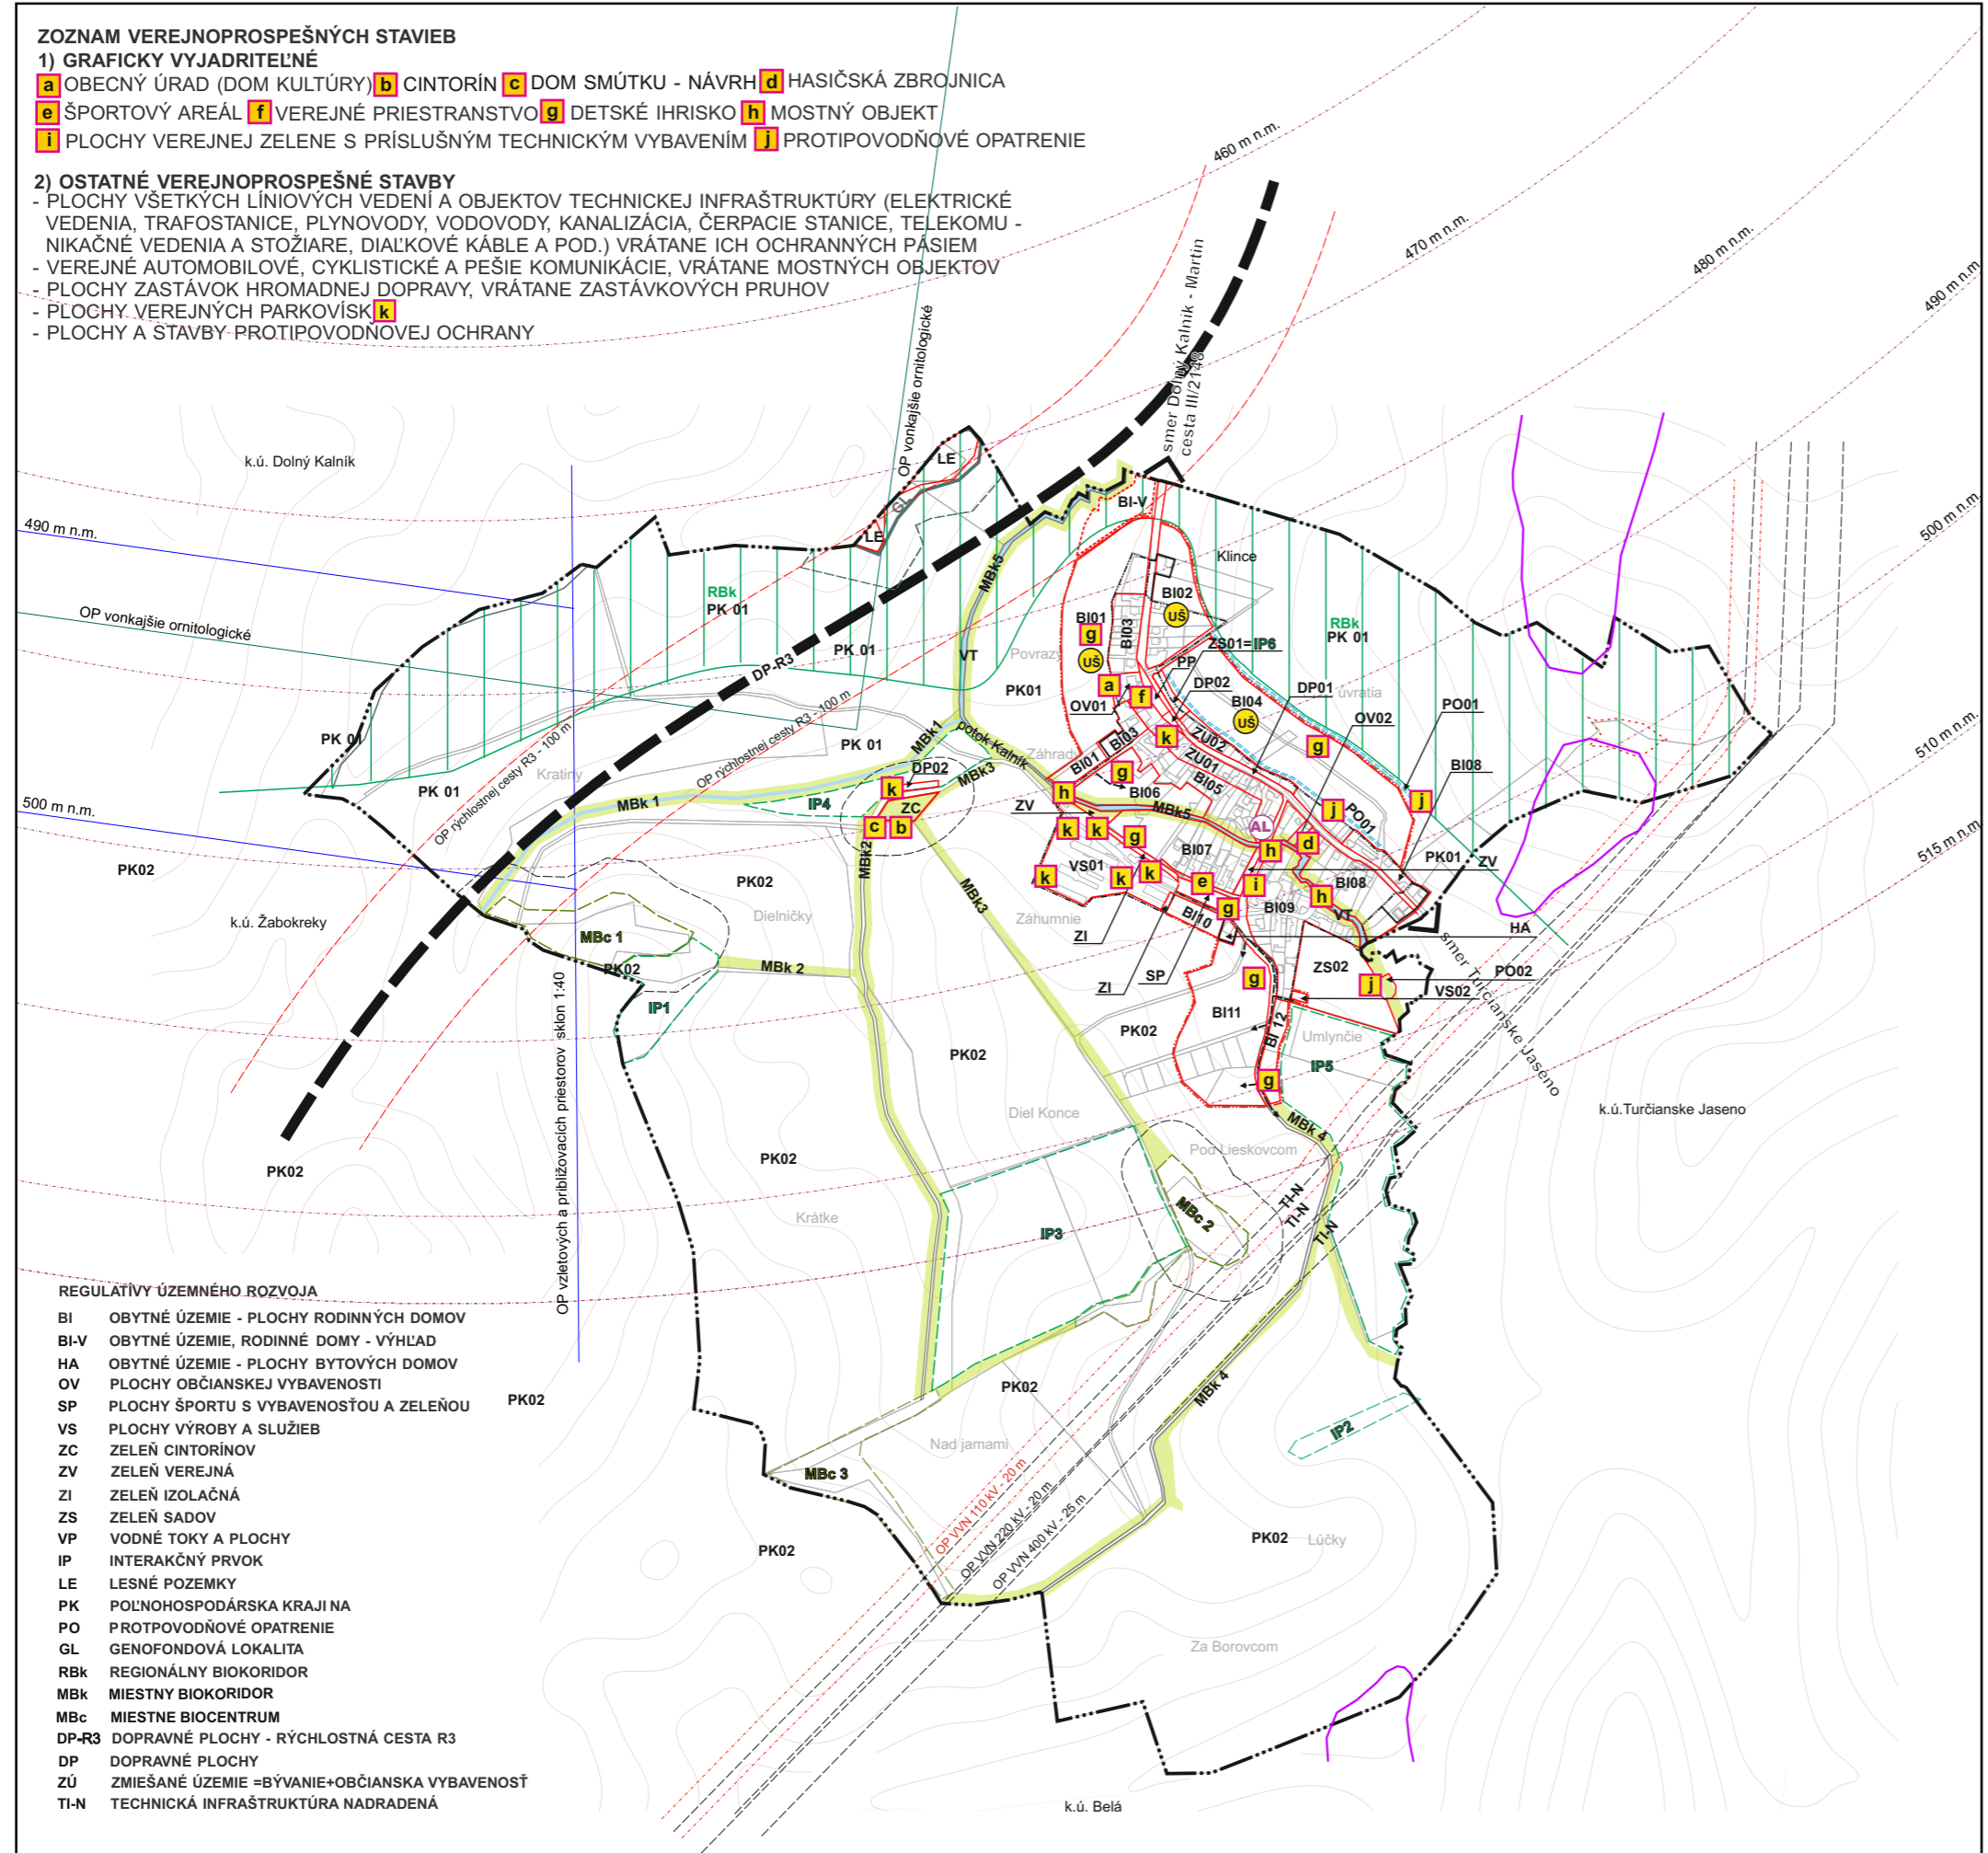 ZOZNAM VEREJNOPROSPEŠNÝCH STAVIEB
1) GRAFICKY VYJADRITEĽNÉ
a OBECNÝ ÚRAD (DOM KULTÚRY) b CINTORÍN c DOM SMÚTKU - NÁVRH d HASIČSKÁ ZBROJNICA
e ŠPORTOVÝ AREÁL f VEREJNÉ PRIESTRANSTVO g DETSKÉ IHRISKO h MOSTNÝ OBJEKT
i PLOCHY VEREJNEJ ZELENE S PRÍSLUŠNÝM TECHNICKÝM VYBAVENÍM j PROTIPOVODŇOVÉ OPATRENIE
2) OSTATNÉ VEREJNOPROSPEŠNÉ STAVBY
- PLOCHY VŠETKÝCH LÍNIOVÝCH VEDENÍ A OBJEKTOV TECHNICKEJ INFRAŠTRUKTÚRY (ELEKTRICKÉ
VEDENIA, TRAFOSTANICE, PLYNOVODY, VODOVODY, KANALIZÁCIA, ČERPACIE STANICE, TELEKOMU -
NIKAČNÉ VEDENIA A STOŽIARE, DIAĽKOVÉ KÁBLE A POD.) VRÁTANE ICH OCHRANNÝCH PÁSIEM
- VEREJNÉ AUTOMOBILOVÉ, CYKLISTICKÉ A PEŠIE KOMUNIKÁCIE, VRÁTANE MOSTNÝCH OBJEKTOV
- PLOCHY ZASTÁVOK HROMADNEJ DOPRAVY, VRÁTANE ZASTÁVKOVÝCH PRUHOV
- PLOCHY VEREJNÝCH PARKOVÍSK k
- PLOCHY A STAVBY PROTIPOVODŇOVEJ OCHRANY
460 m n.m.
470 m n.m.
480 m n.m.
490 m n.m.
500 m n.m.
510 m n.m.
515 m n.m.
smer Dolný Kalník - Martin
cesta III/2148
OP vonkajšie ornitologické
k.ú. Dolný Kalník
490 m n.m.
OP vonkajšie ornitologické
500 m n.m.
LE
GL
LE
BI-V
Klince
RBk
PK 01
RBk
PK 01
MBk5
VT
DP-R3
PK 01
Povrazy
PK01
BI01
g
UŠ
BI03
BI02
UŠ
ZS01=IP6
PP
DP02
BI04
UŠ
DP01
úvratia
OV02
PO01
BI08
a
f
OV01
k
g
ZU02
ZU01
BI05
BI03
BI01
g
BI06
Záhrady
potok Kalník
MBk1
MBk3
PK 01
PK 01
PK 01
Kratiny
OP rýchlostnej cesty R3 - 100 m
OP rýchlostnej cesty R3 - 100 m
MBk 1
IP4
DP02
k
ZC
c
b
MBk2
h
ZV
MBk5
k
k
g
VS01
k
k
k
BI07
AL
h
d
j
j
PO01
PK01
ZV
e
i
g
BI08
h
VT
BI09
BI10
HA
ZI
ZI
SP
ZS02
PO02
j
VS02
g
BI11
BI 12
Umlynčie
IP5
g
MBk 4
smer Turčianske Jaseno
PK02
k.ú. Žabokreky
PK02
Dielničky
MBc 1
PK02
MBk 2
IP1
MBk3
Záhumnie
PK02
PK02
Diel Konce
Pod Lieskovcom
k.ú.Turčianske Jaseno
PK02
PK02
Krátke
IP3
MBc 2
TI-N
TI-N
TI-N
OP vzletových a približovacích priestorov sklon 1:40
PK02
PK02
MBk 4
IP2
Nad jamami
MBc 3
OP VVN 110 kV - 20 m
OP VVN 220 kV - 20 m
OP VVN 400 kV - 25 m
PK02
PK02
Lúčky
Za Borovcom
k.ú. Belá
REGULATÍVY ÚZEMNÉHO ROZVOJA
BI OBYTNÉ ÚZEMIE - PLOCHY RODINNÝCH DOMOV
BI-V OBYTNÉ ÚZEMIE, RODINNÉ DOMY - VÝHĽAD
HA OBYTNÉ ÚZEMIE - PLOCHY BYTOVÝCH DOMOV
OV PLOCHY OBČIANSKEJ VYBAVENOSTI
SP PLOCHY ŠPORTU S VYBAVENOSŤOU A ZELEŇOU
VS PLOCHY VÝROBY A SLUŽIEB
ZC ZELEŇ CINTORÍNOV
ZV ZELEŇ VEREJNÁ
ZI ZELEŇ IZOLAČNÁ
ZS ZELEŇ SADOV
VP VODNÉ TOKY A PLOCHY
IP INTERAKČNÝ PRVOK
LE LESNÉ POZEMKY
PK POĽNOHOSPODÁRSKA KRAJINA
PO PROTPOVODŇOVÉ OPATRENIE
GL GENOFONDOVÁ LOKALITA
RBk REGIONÁLNY BIOKORIDOR
MBk MIESTNY BIOKORIDOR
MBc MIESTNE BIOCENTRUM
DP-R3 DOPRAVNÉ PLOCHY - RÝCHLOSTNÁ CESTA R3
DP DOPRAVNÉ PLOCHY
ZÚ ZMIEŠANÉ ÚZEMIE =BÝVANIE+OBČIANSKA VYBAVENOSŤ
TI-N TECHNICKÁ INFRAŠTRUKTÚRA NADRADENÁ